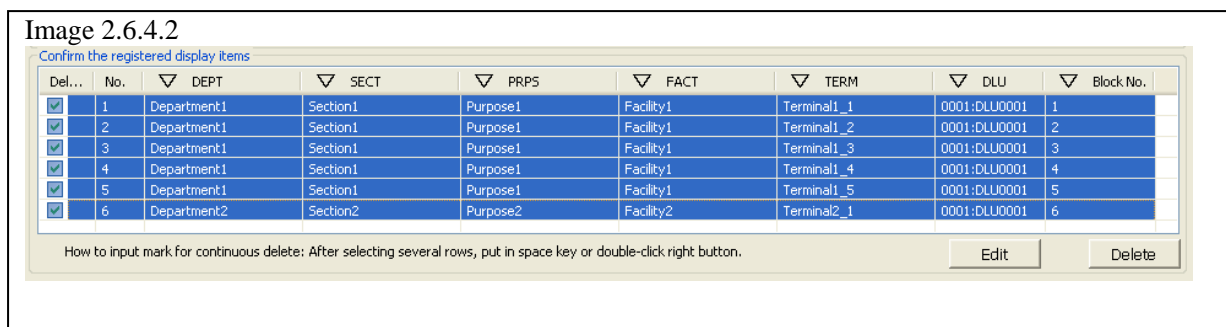 Image 2.6.4.2
Confirm the registered display items
Del... No. DEPT SECT PRPS FACT TERM DLU Block No.
1 Department1 Section1 Purpose1 Facility1 Terminal1_1 0001:DLU0001 1
2 Department1 Section1 Purpose1 Facility1 Terminal1_2 0001:DLU0001 2
3 Department1 Section1 Purpose1 Facility1 Terminal1_3 0001:DLU0001 3
4 Department1 Section1 Purpose1 Facility1 Terminal1_4 0001:DLU0001 4
5 Department1 Section1 Purpose1 Facility1 Terminal1_5 0001:DLU0001 5
6 Department2 Section2 Purpose2 Facility2 Terminal2_1 0001:DLU0001 6
How to input mark for continuous delete: After selecting several rows, put in space key or double-click right button. Edit Delete